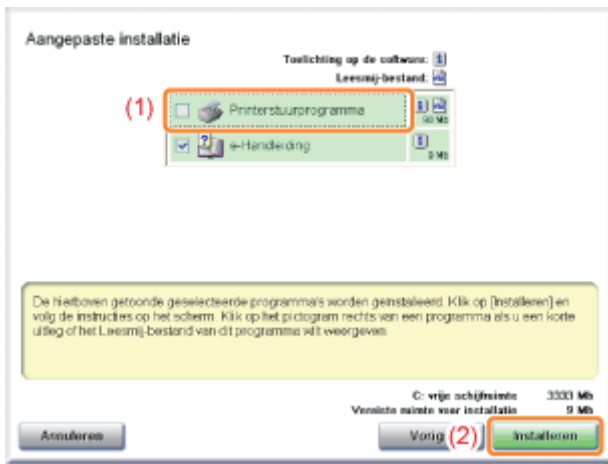 Aangepaste installatie
Toelichting op de software:
Leesmij-bestand:
(1) Printerstuurprogramma
90 Mb
e-Handleiding
9 Mb
De hierboven getoonde geselecteerde programma's worden geïnstalleerd. Klik op [Installeren] en
volg de instructies op het scherm. Klik op het pictogram rechts van een programma als u een korte
uitleg of het Leesmij-bestand van dit programma wilt weergeven.
C: vrije schijfruimte 3333 Mb
Vereiste ruimte voor installatie 9 Mb
Annuleren Vorig (2) Installeren